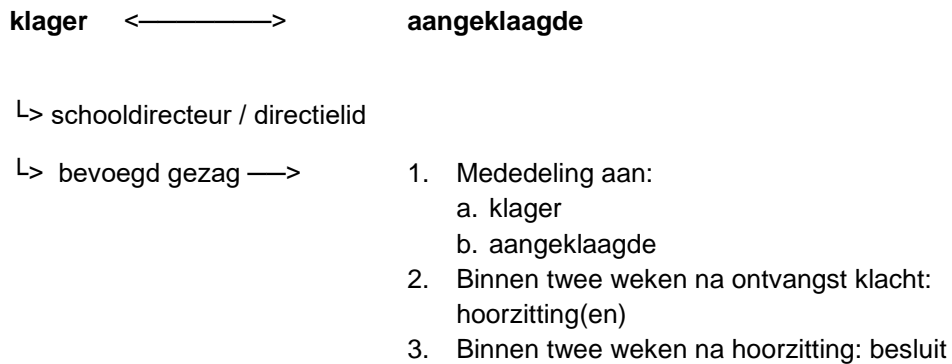 klager <————> aangeklaagde
└> schooldirecteur / directielid
└> bevoegd gezag ──> 1. Mededeling aan:
a. klager
b. aangeklaagde
2. Binnen twee weken na ontvangst klacht:
hoorzitting(en)
3. Binnen twee weken na hoorzitting: besluit